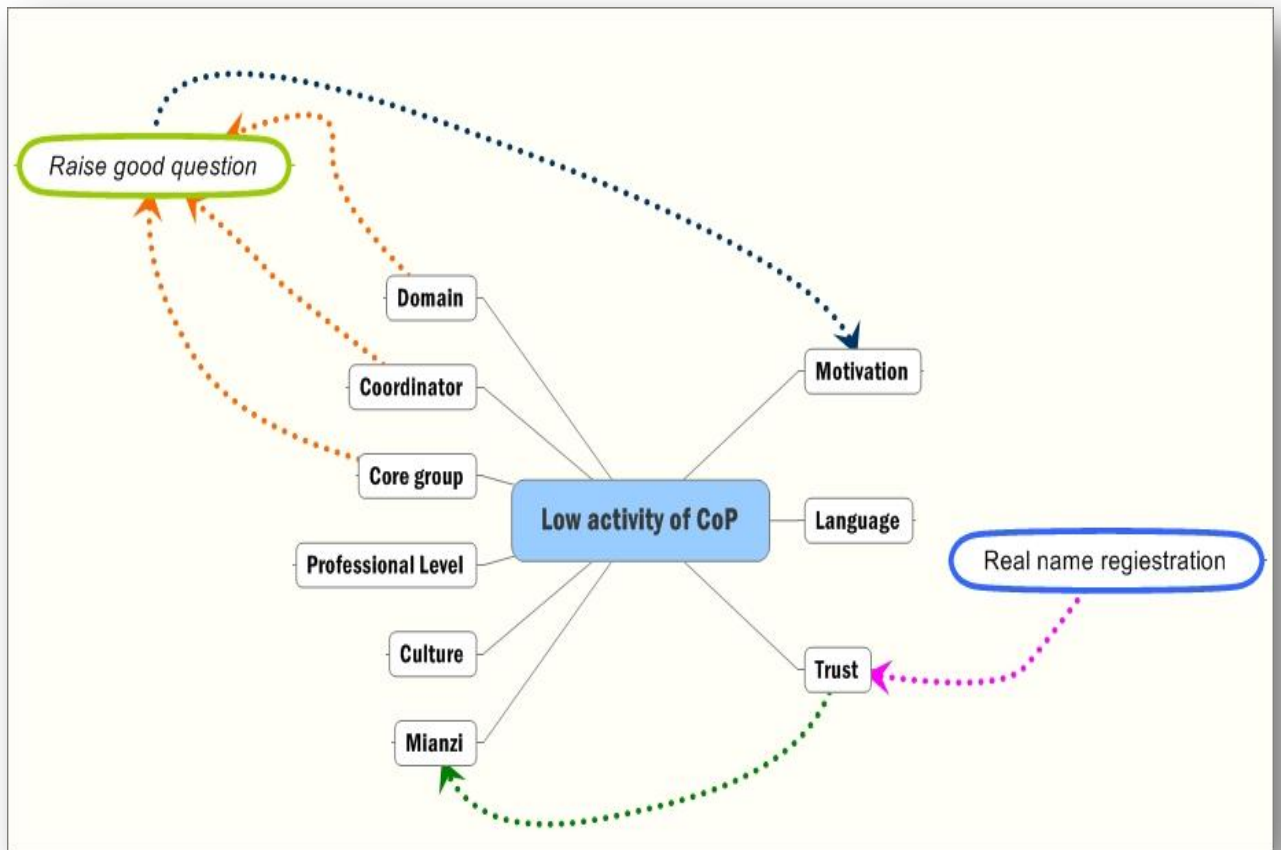 Raise good question
Domain
Coordinator
Core group
Professional Level
Culture
Mianzi
Low activity of CoP
Motivation
Language
Trust
Real name regiestration